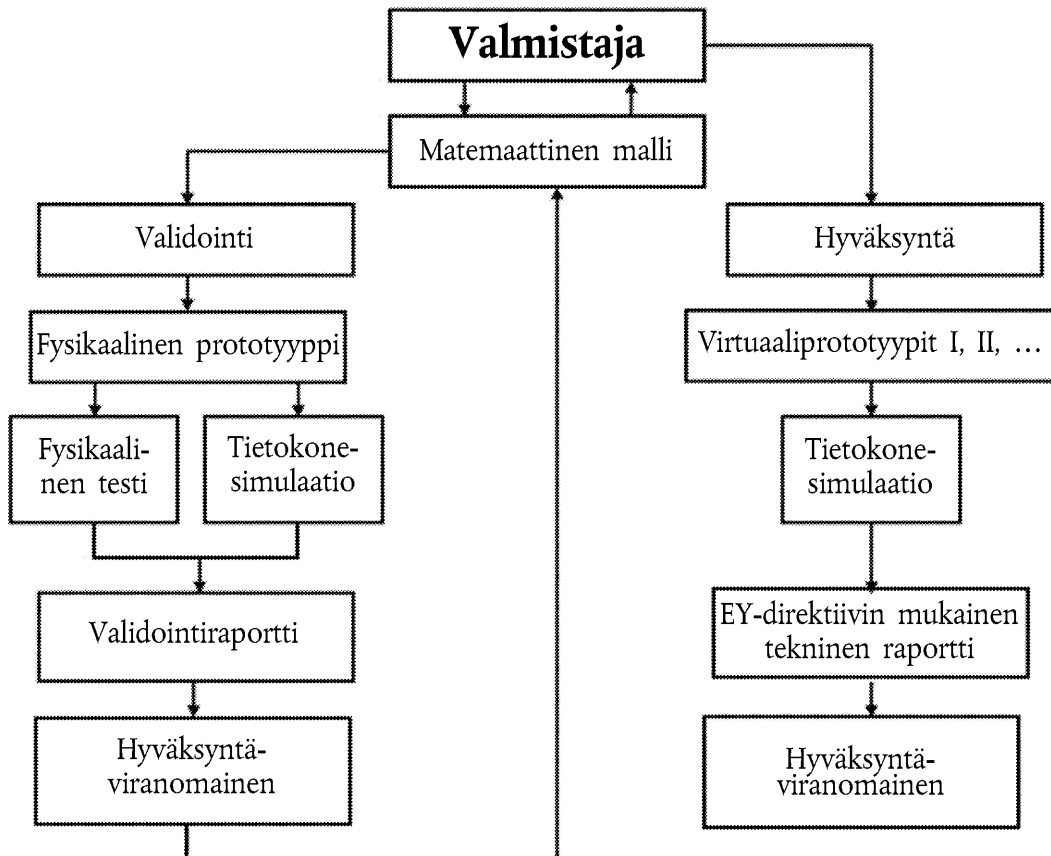 Valmistaja
Matemaattinen malli
Validointi
Fysikaalinen prototyyppi
Fysikaali-
nen testi
Tietokone-
simulaatio
Validointiraportti
Hyväksyntä-
viranomainen
Hyväksyntä
Virtuaaliprototyypit I, II, …
Tietokone-
simulaatio
EY-direktiivin mukainen
tekninen raportti
Hyväksyntä-
viranomainen